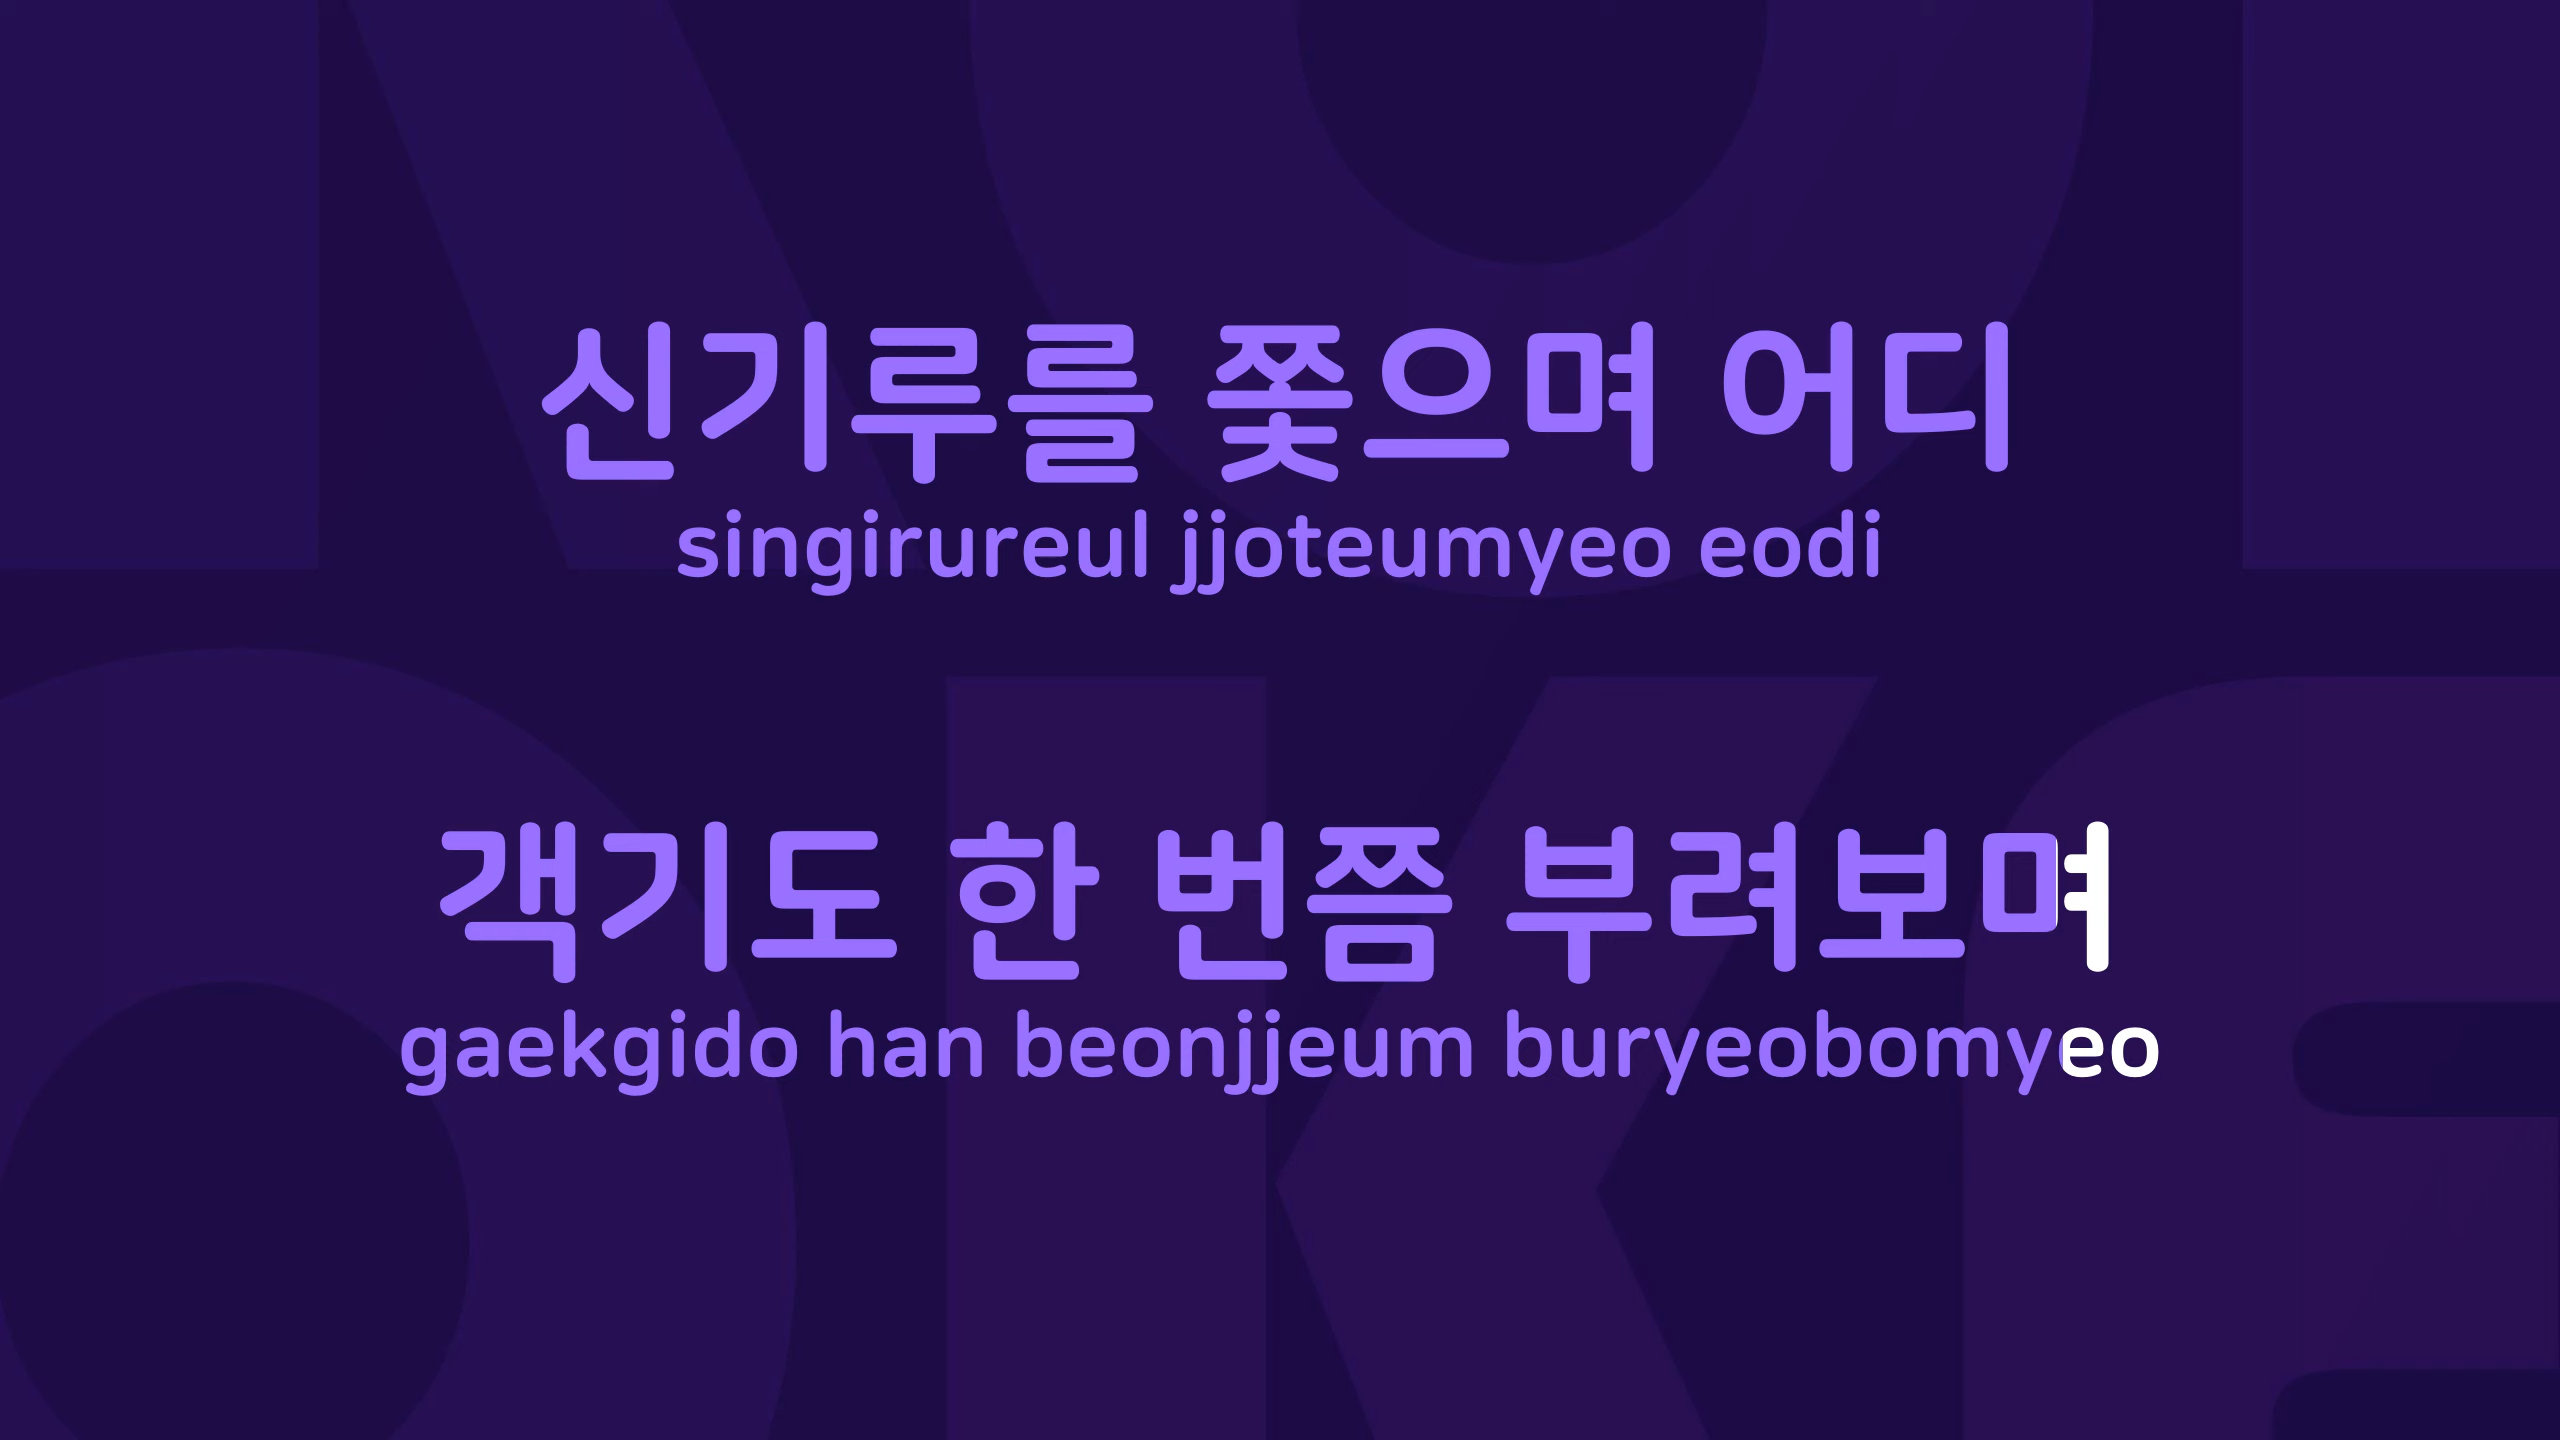 신기루를 쫓으며 어디
singirureul jjoteumyeo eodi
객기도 한 번쯤 부려보며
gaekgido han beonjjeum buryeobomyeo